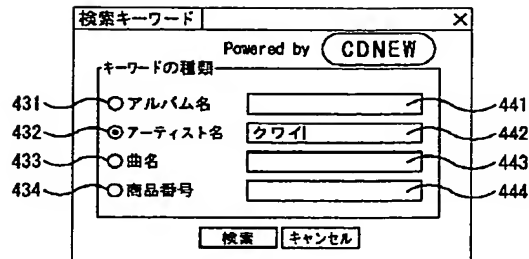 検索キーワード ×
Powered by CDNEW
キーワードの種類
431 アルバム名 441
432 アーティスト名 クワイ 442
433 曲名 443
434 商品番号 444
検索 キャンセル